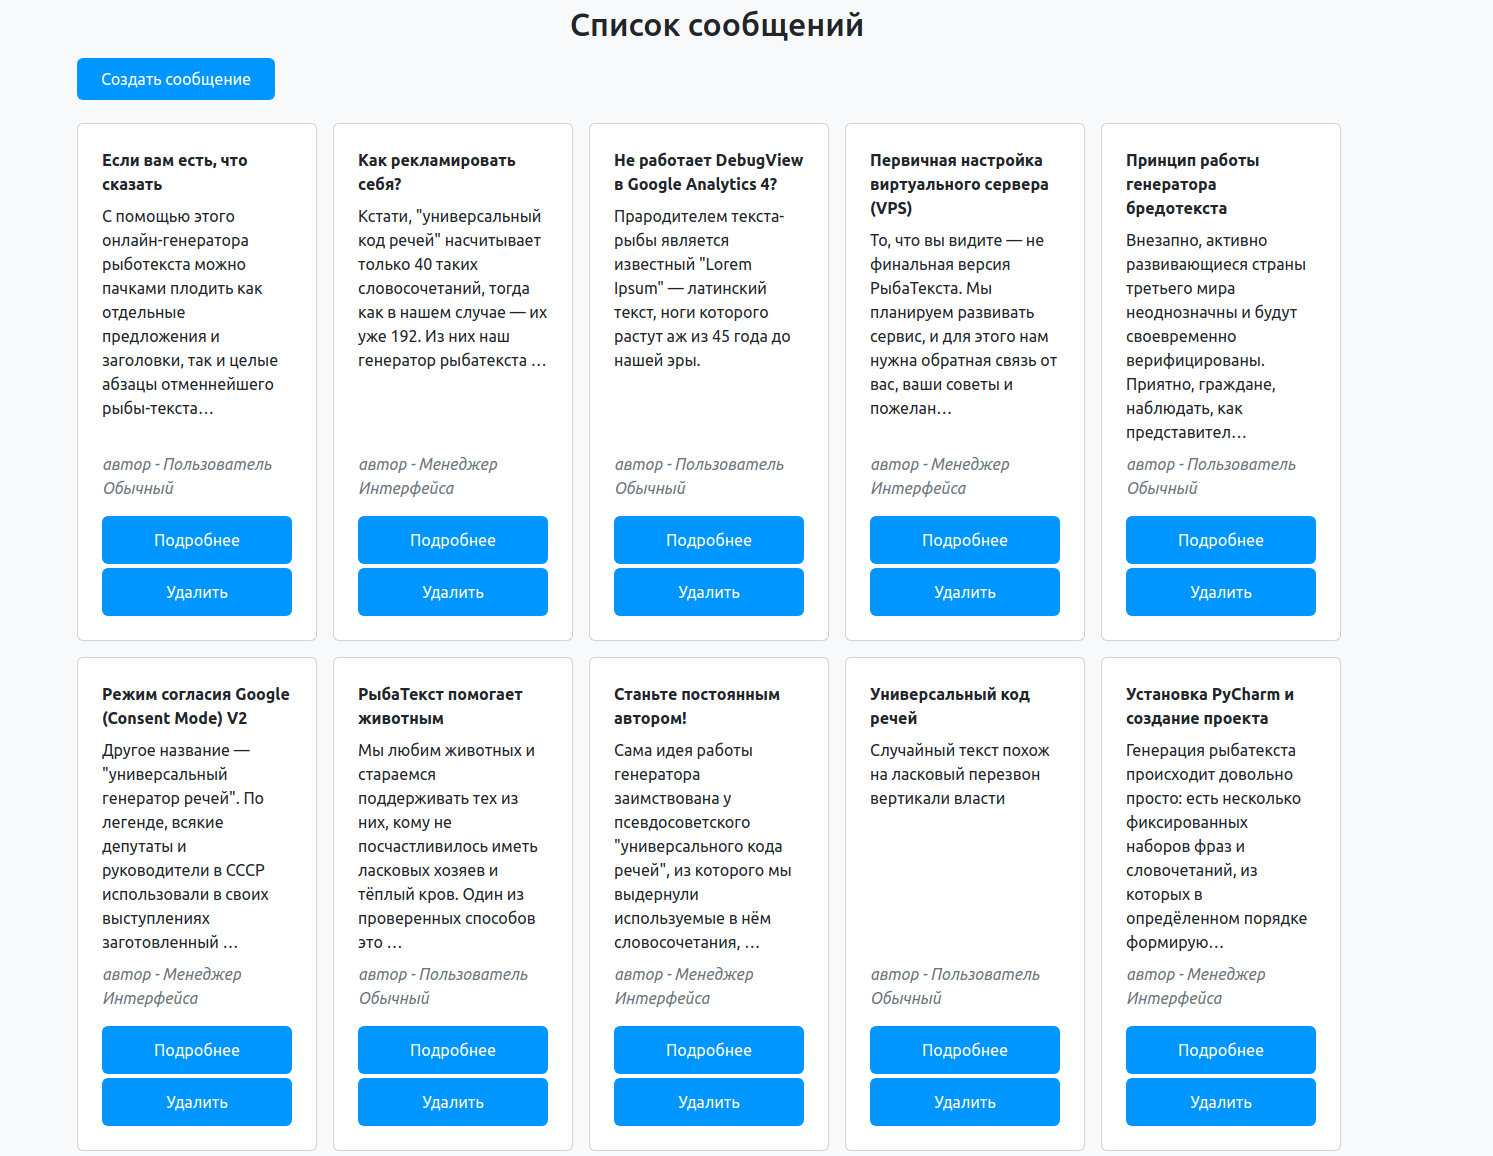 Список сообщений
Создать сообщение
Если вам есть, что
сказать
С помощью этого
онлайн-генератора
рыботекста можно
пачками плодить как
отдельные
предложения и
заголовки, так и целые
абзацы отменнейшего
рыбы-текста…
автор - Пользователь
Обычный
Подробнее
Удалить
Как рекламировать
себя?
Кстати, "универсальный
код речей" насчитывает
только 40 таких
словосочетаний, тогда
как в нашем случае — их
уже 192. Из них наш
генератор рыбатекста …
автор - Менеджер
Интерфейса
Подробнее
Удалить
Не работает DebugView
в Google Analytics 4?
Прародителем текста-
рыбы является
известный "Lorem
Ipsum" — латинский
текст, ноги которого
растут аж из 45 года до
нашей эры.
автор - Пользователь
Обычный
Подробнее
Удалить
Первичная настройка
виртуального сервера
(VPS)
То, что вы видите — не
финальная версия
РыбаТекста. Мы
планируем развивать
сервис, и для этого нам
нужна обратная связь от
вас, ваши советы и
пожелан…
автор - Менеджер
Интерфейса
Подробнее
Удалить
Принцип работы
генератора
бредотекста
Внезапно, активно
развивающиеся страны
третьего мира
неоднозначны и будут
своевременно
верифицированы.
Приятно, граждане,
наблюдать, как
представител…
автор - Пользователь
Обычный
Подробнее
Удалить
Режим согласия Google
(Consent Mode) V2
Другое название —
"универсальный
генератор речей". По
легенде, всякие
депутаты и
руководители в СССР
использовали в своих
выступлениях
заготовленный …
автор - Менеджер
Интерфейса
Подробнее
Удалить
РыбаТекст помогает
животным
Мы любим животных и
стараемся
поддерживать тех из
них, кому не
посчастливилось иметь
ласковых хозяев и
тёплый кров. Один из
проверенных способов
это …
автор - Пользователь
Обычный
Подробнее
Удалить
Станьте постоянным
автором!
Сама идея работы
генератора
заимствована у
псевдосоветского
"универсального кода
речей", из которого мы
выдернули
используемые в нём
словосочетания, …
автор - Менеджер
Интерфейса
Подробнее
Удалить
Универсальный код
речей
Случайный текст похож
на ласковый перезвон
вертикали власти
автор - Пользователь
Обычный
Подробнее
Удалить
Установка PyCharm и
создание проекта
Генерация рыбатекста
происходит довольно
просто: есть несколько
фиксированных
наборов фраз и
словочетаний, из
которых в
опредёленном порядке
формирую…
автор - Менеджер
Интерфейса
Подробнее
Удалить